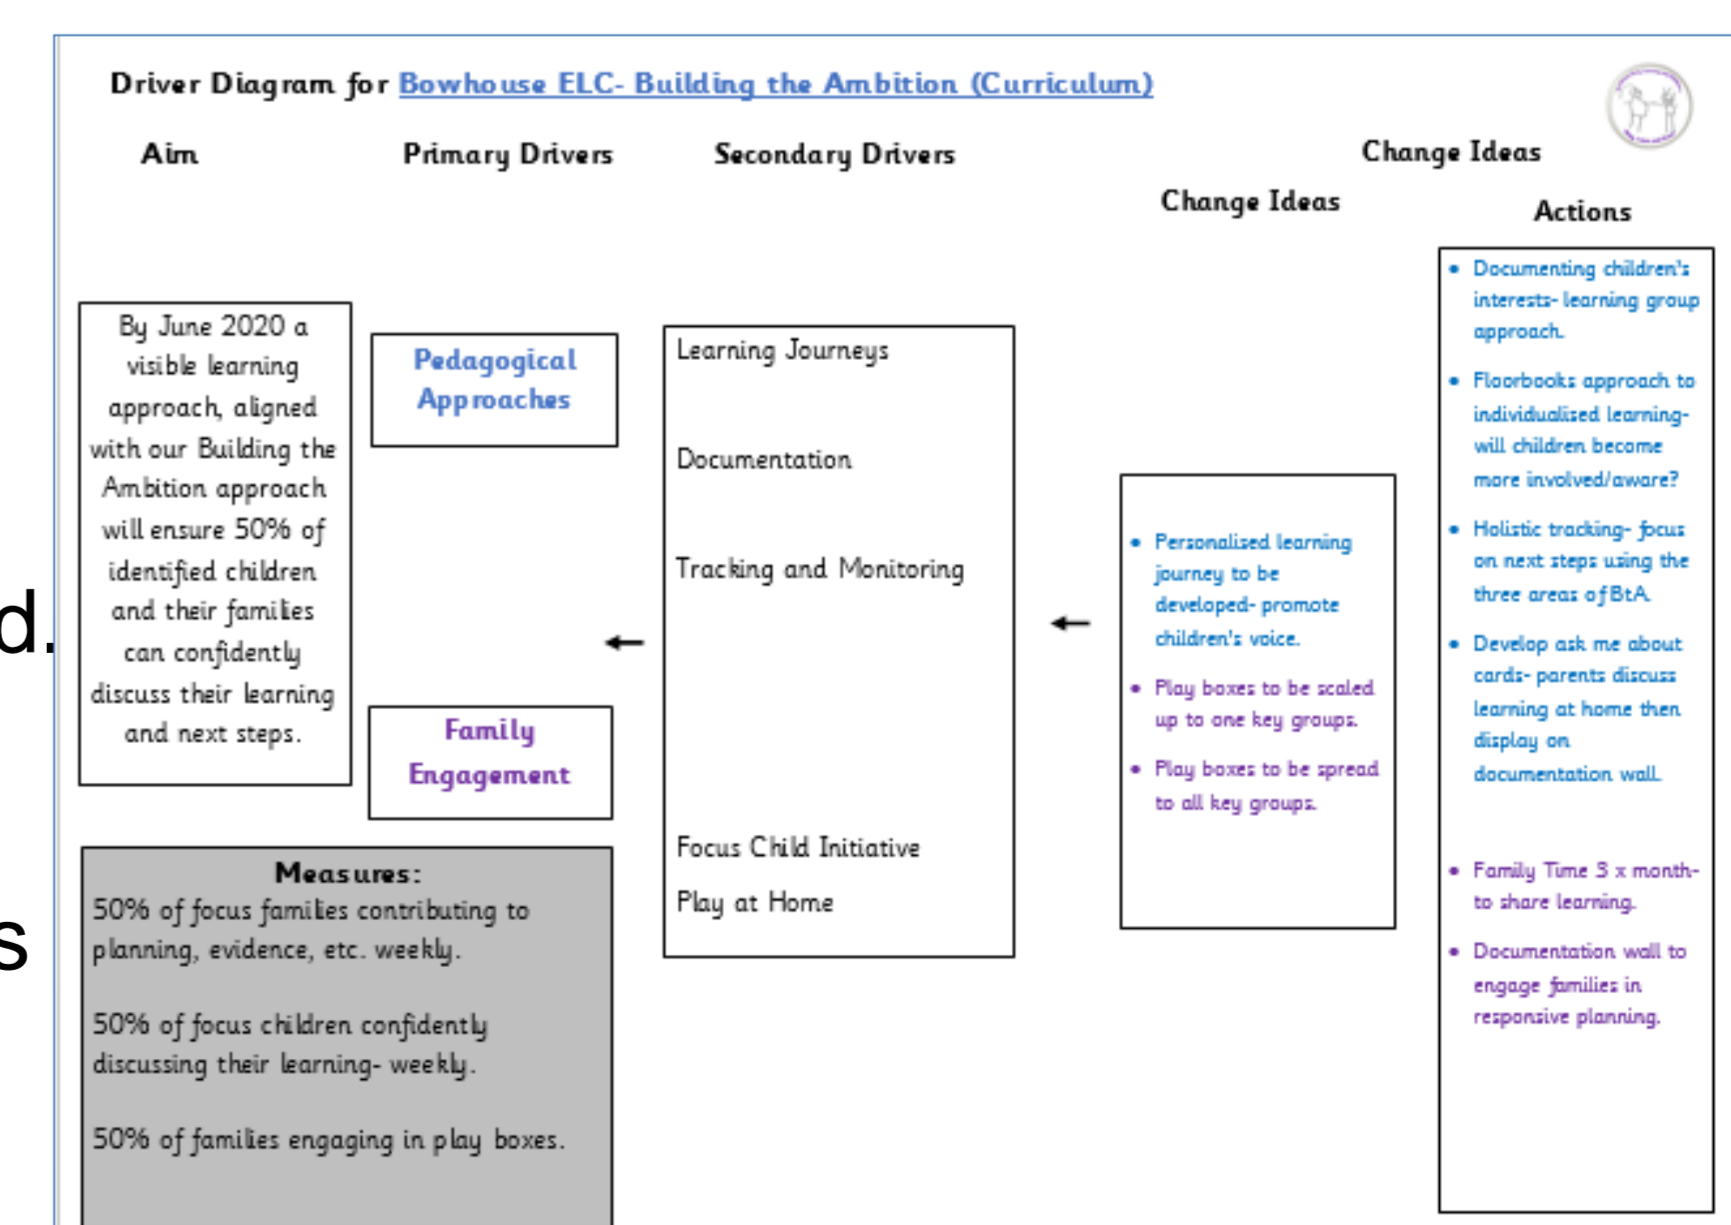 Driver Diagram for Bowhouse ELC- Building the Ambition (Curriculum)
Aim
Primary Drivers
Secondary Drivers
Change Ideas
Change Ideas
Actions
By June 2020 a
visible learning
approach, aligned
with our Building the
Ambition approach
will ensure 50% of
identified children
and their families
can confidently
discuss their learning
and next steps.
Pedagogical
Approaches
Family
Engagement
Measures:
50% of focus families contributing to
planning, evidence, etc. weekly.
50% of focus children confidently
discussing their learning- weekly.
50% of families engaging in play boxes.
Learning Journeys
Documentation
Tracking and Monitoring
Focus Child Initiative
Play at Home
• Personalised learning
journey to be
developed- promote
children's voice.
• Play boxes to be scaled
up to one key groups.
• Play boxes to be spread
to all key groups.
• Documenting children's
interests- learning group
approach.
• Floorbooks approach to
individualised learning-
will children become
more involved/aware?
• Holistic tracking- focus
on next steps using the
three areas of BtA.
• Develop ask me about
cards- parents discuss
learning at home then
display on
documentation wall.
• Family Time 3 x month-
to share learning.
• Documentation wall to
engage families in
responsive planning.
d.
s